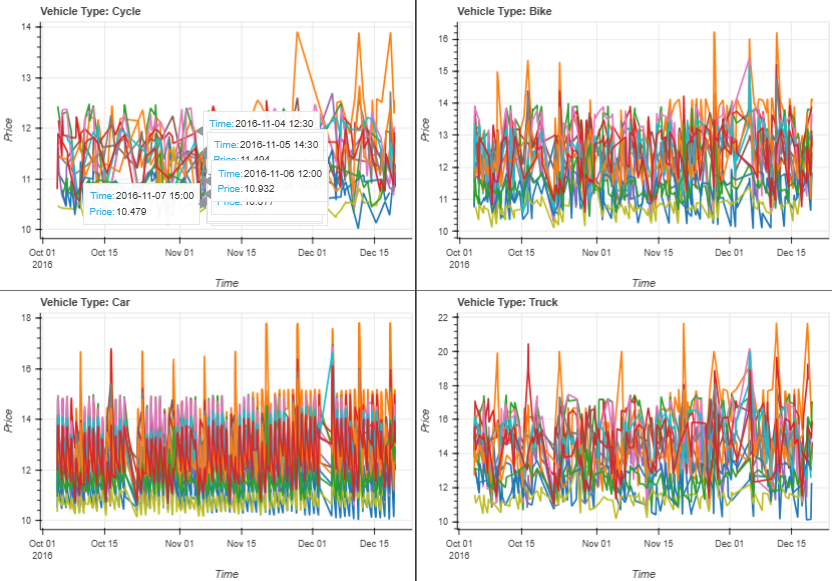 Vehicle Type: Cycle
14
13
12
11
10
Price
Time:2016-11-04 12:30
Time:2016-11-05 14:30
Price: 11.494
Time:2016-11-06 12:00
Price: 10.932
Time:2016-11-07 15:00
Price: 10.479
Oct 01 Oct 15 Nov 01 Nov 15 Dec 01 Dec 15
2016
Time
Vehicle Type: Bike
16
15
14
13
12
11
10
Price
Oct 01 Oct 15 Nov 01 Nov 15 Dec 01 Dec 15
2016
Time
Vehicle Type: Car
18
16
14
12
10
Price
Oct 01 Oct 15 Nov 01 Nov 15 Dec 01 Dec 15
2016
Time
Vehicle Type: Truck
22
20
18
16
14
12
10
Price
Oct 01 Oct 15 Nov 01 Nov 15 Dec 01 Dec 15
2016
Time